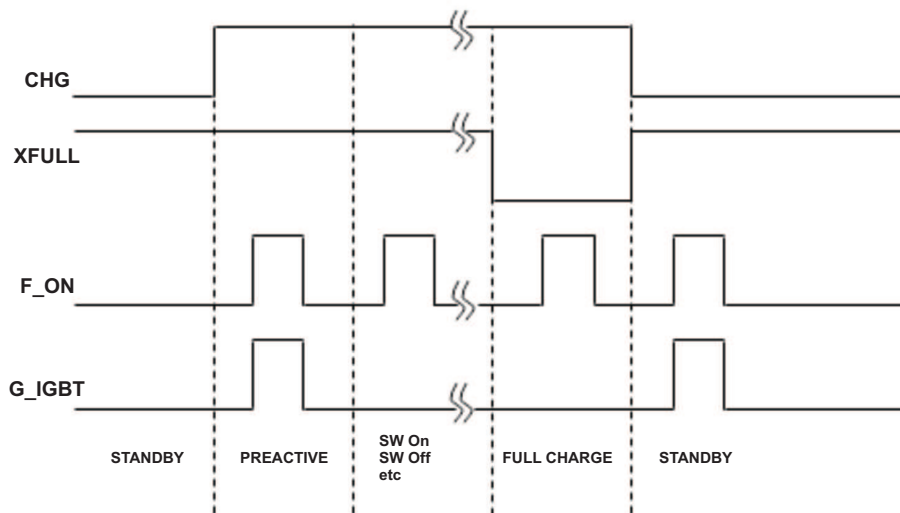 CHG
XFULL
F_ON
G_IGBT
STANDBY
PREACTIVE
SW On
SW Off
etc
FULL CHARGE
STANDBY